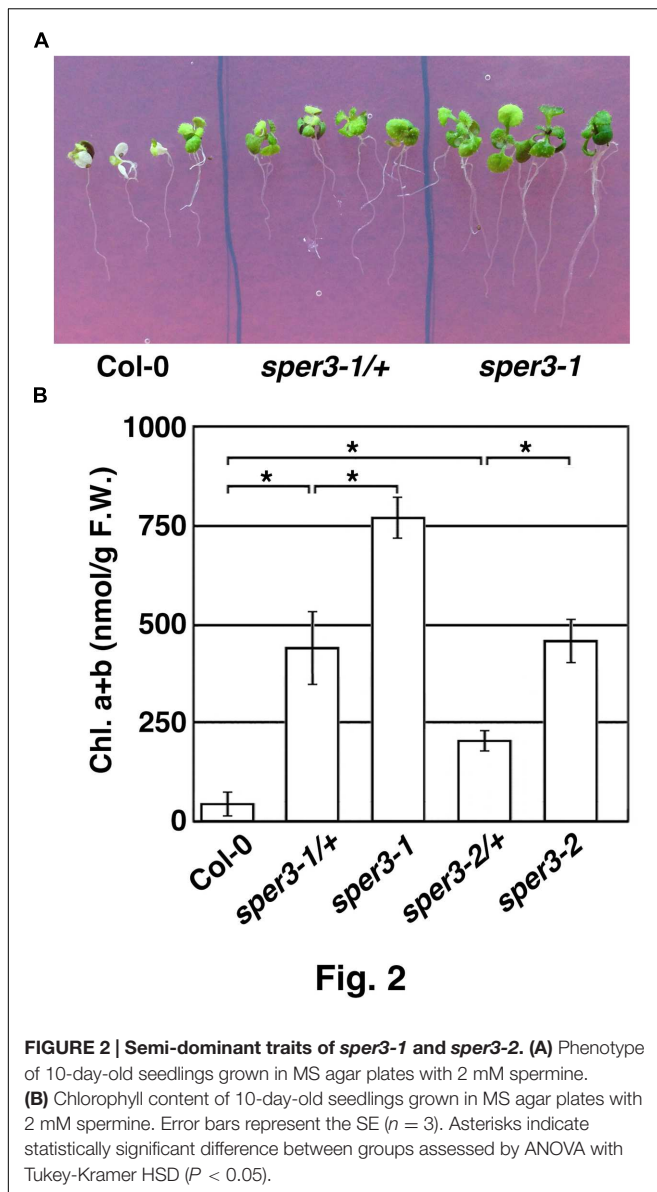 A
Col-0 sper3-1/+ sper3-1
B
1000
750
500
250
0
Chl. a+b (nmol/g F.W.)
* * * *
Col-0 sper3-1/+ sper3-1 sper3-2/+ sper3-2
Fig. 2
FIGURE 2 | Semi-dominant traits of sper3-1 and sper3-2. (A) Phenotype
of 10-day-old seedlings grown in MS agar plates with 2 mM spermine.
(B) Chlorophyll content of 10-day-old seedlings grown in MS agar plates with
2 mM spermine. Error bars represent the SE (n = 3). Asterisks indicate
statistically significant difference between groups assessed by ANOVA with
Tukey-Kramer HSD (P < 0.05).